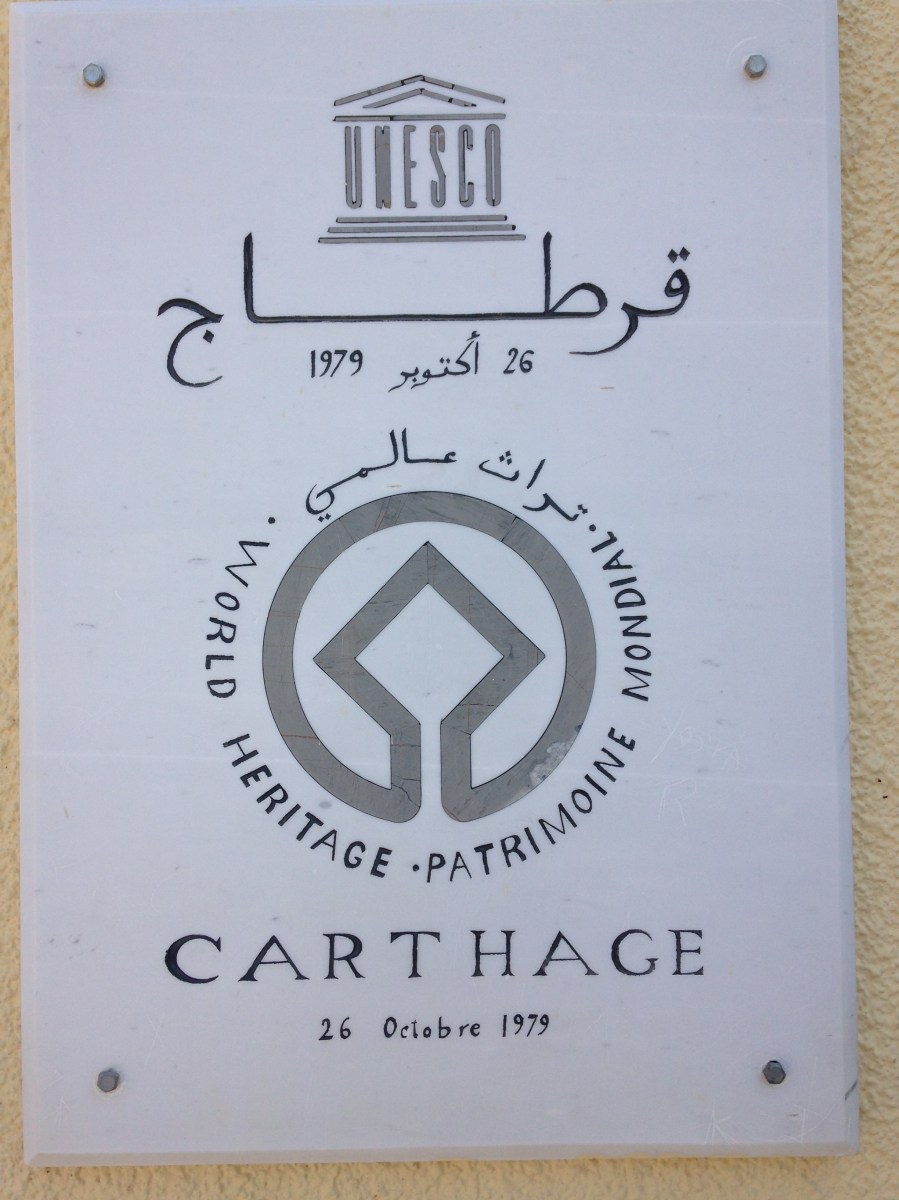 UNESCO
قرطاج
26 أكتوبر 1979
تراث عالمي
· WORLD HERITAGE · PATRIMOINE MONDIAL ·
CARTHAGE
26 Octobre 1979